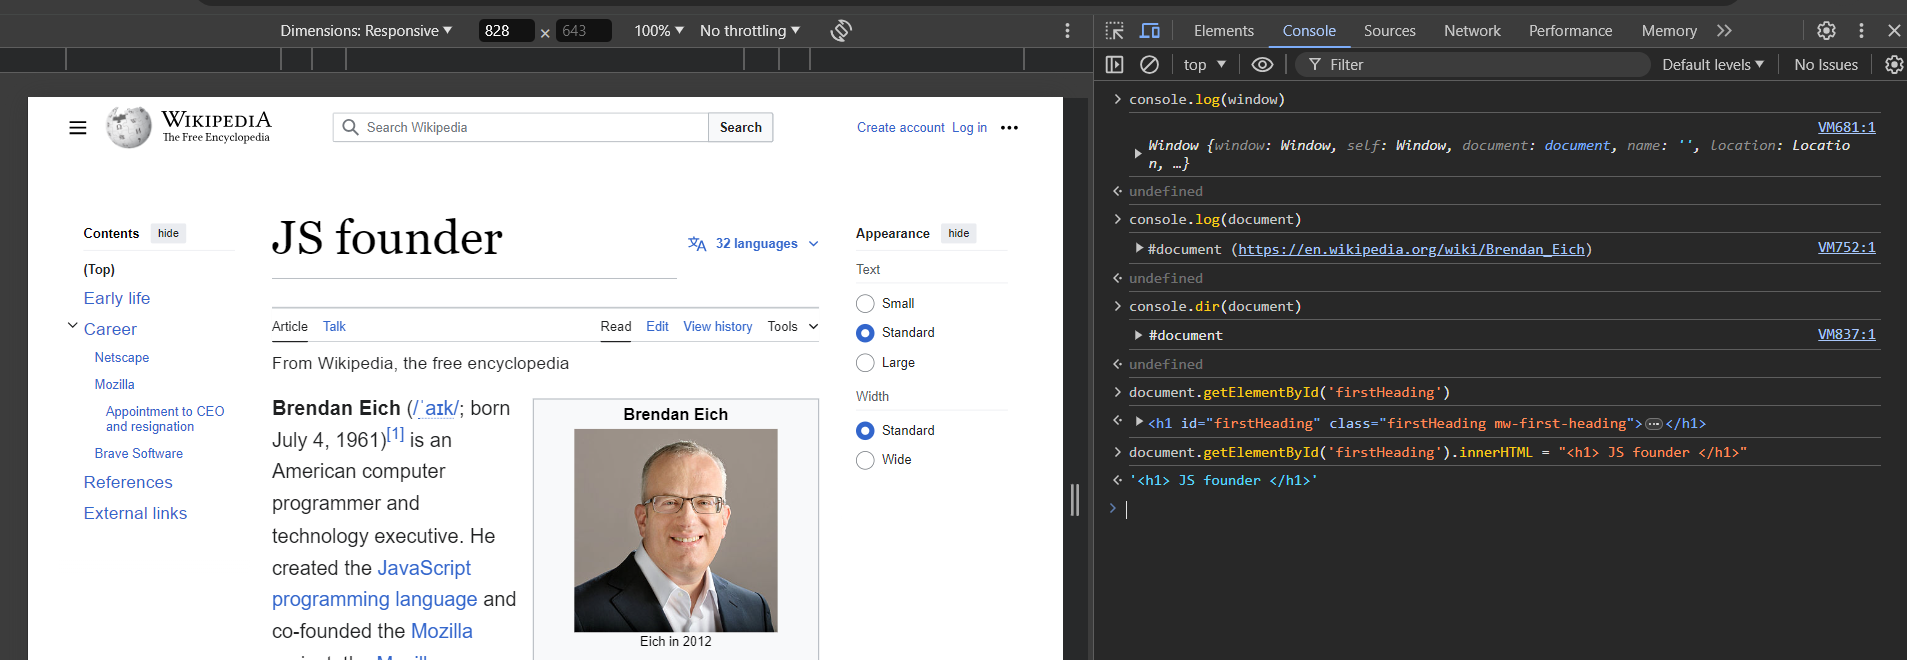 Dimensions: Responsive
828 × 643
100%
No throttling
WIKIPEDIA
The Free Encyclopedia
Search Wikipedia
Search
Create account Log in
Contents hide
(Top)
Early life
Career
Netscape
Mozilla
Appointment to CEO
and resignation
Brave Software
References
External links
JS founder
32 languages
Article Talk
Read Edit View history Tools
From Wikipedia, the free encyclopedia
Brendan Eich (/ˈaɪk/; born
July 4, 1961)[1] is an
American computer
programmer and
technology executive. He
created the JavaScript
programming language and
co-founded the Mozilla
Brendan Eich
Eich in 2012
Appearance hide
Text
Small
Standard
Large
Width
Standard
Wide
Elements Console Sources Network Performance Memory
top Filter Default levels No Issues
console.log(window)
VM681:1
Window {window: Window, self: Window, document: document, name: '', location: Locatio
n, …}
undefined
console.log(document)
#document (https://en.wikipedia.org/wiki/Brendan_Eich) VM752:1
undefined
console.dir(document)
#document VM837:1
undefined
document.getElementById('firstHeading')
<h1 id="firstHeading" class="firstHeading mw-first-heading">…</h1>
document.getElementById('firstHeading').innerHTML = "<h1> JS founder </h1>"
'<h1> JS founder </h1>'